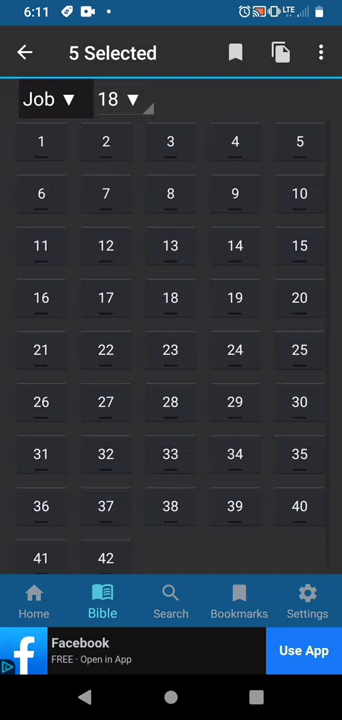 6:11 LTE
5 Selected
Job ▼ 18 ▼
1 2 3 4 5
6 7 8 9 10
11 12 13 14 15
16 17 18 19 20
21 22 23 24 25
26 27 28 29 30
31 32 33 34 35
36 37 38 39 40
41 42
Home Bible Search Bookmarks Settings
Facebook
FREE · Open in App
Use App